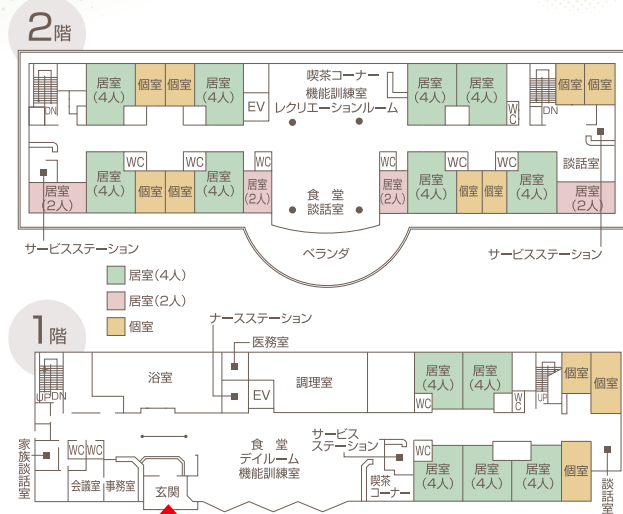 2階
居室
(4人)
個室
個室
居室
(4人)
喫茶コーナー
機能訓練室
レクリエーションルーム
居室
(4人)
居室
(4人)
個室
個室
DN
EV
WC
DN
WC
WC
WC
WC
WC
WC
談話室
居室
(4人)
個室
個室
居室
(4人)
居室
(2人)
食堂
談話室
居室
(2人)
居室
(4人)
個室
個室
居室
(4人)
居室
(2人)
居室
(2人)
サービスステーション
ベランダ
サービスステーション
居室(4人)
居室(2人)
個室
1階
ナースステーション
医務室
浴室
EV
調理室
居室
(4人)
居室
(4人)
個室
個室
UP
DN
WC
WC
UP
家族談話室
WC
WC
会議室
事務室
玄関
食堂
デイルーム
機能訓練室
サービス
ステーション
喫茶
コーナー
WC
居室
(4人)
居室
(4人)
居室
(4人)
個室
談話室